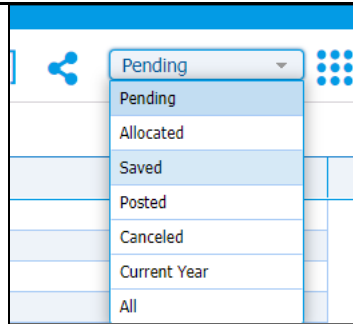 Pending
Pending
Allocated
Saved
Posted
Canceled
Current Year
All